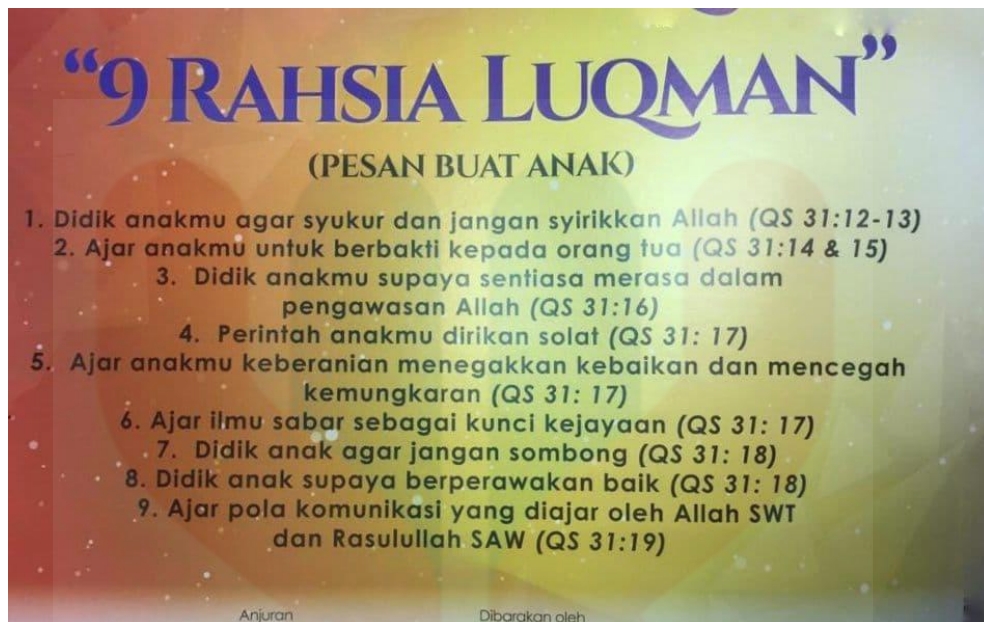 “9 RAHSIA LUQMAN”
(PESAN BUAT ANAK)
1. Didik anakmu agar syukur dan jangan syirikkan Allah (QS 31:12-13)
2. Ajar anakmu untuk berbakti kepada orang tua (QS 31:14 & 15)
3. Didik anakmu supaya sentiasa merasa dalam
pengawasan Allah (QS 31:16)
4. Perintah anakmu dirikan solat (QS 31: 17)
5. Ajar anakmu keberanian menegakkan kebaikan dan mencegah
kemungkaran (QS 31: 17)
6. Ajar ilmu sabar sebagai kunci kejayaan (QS 31: 17)
7. Didik anak agar jangan sombong (QS 31: 18)
8. Didik anak supaya berperawakan baik (QS 31: 18)
9. Ajar pola komunikasi yang diajar oleh Allah SWT
dan Rasulullah SAW (QS 31:19)
Anjuran Dibarakan oleh